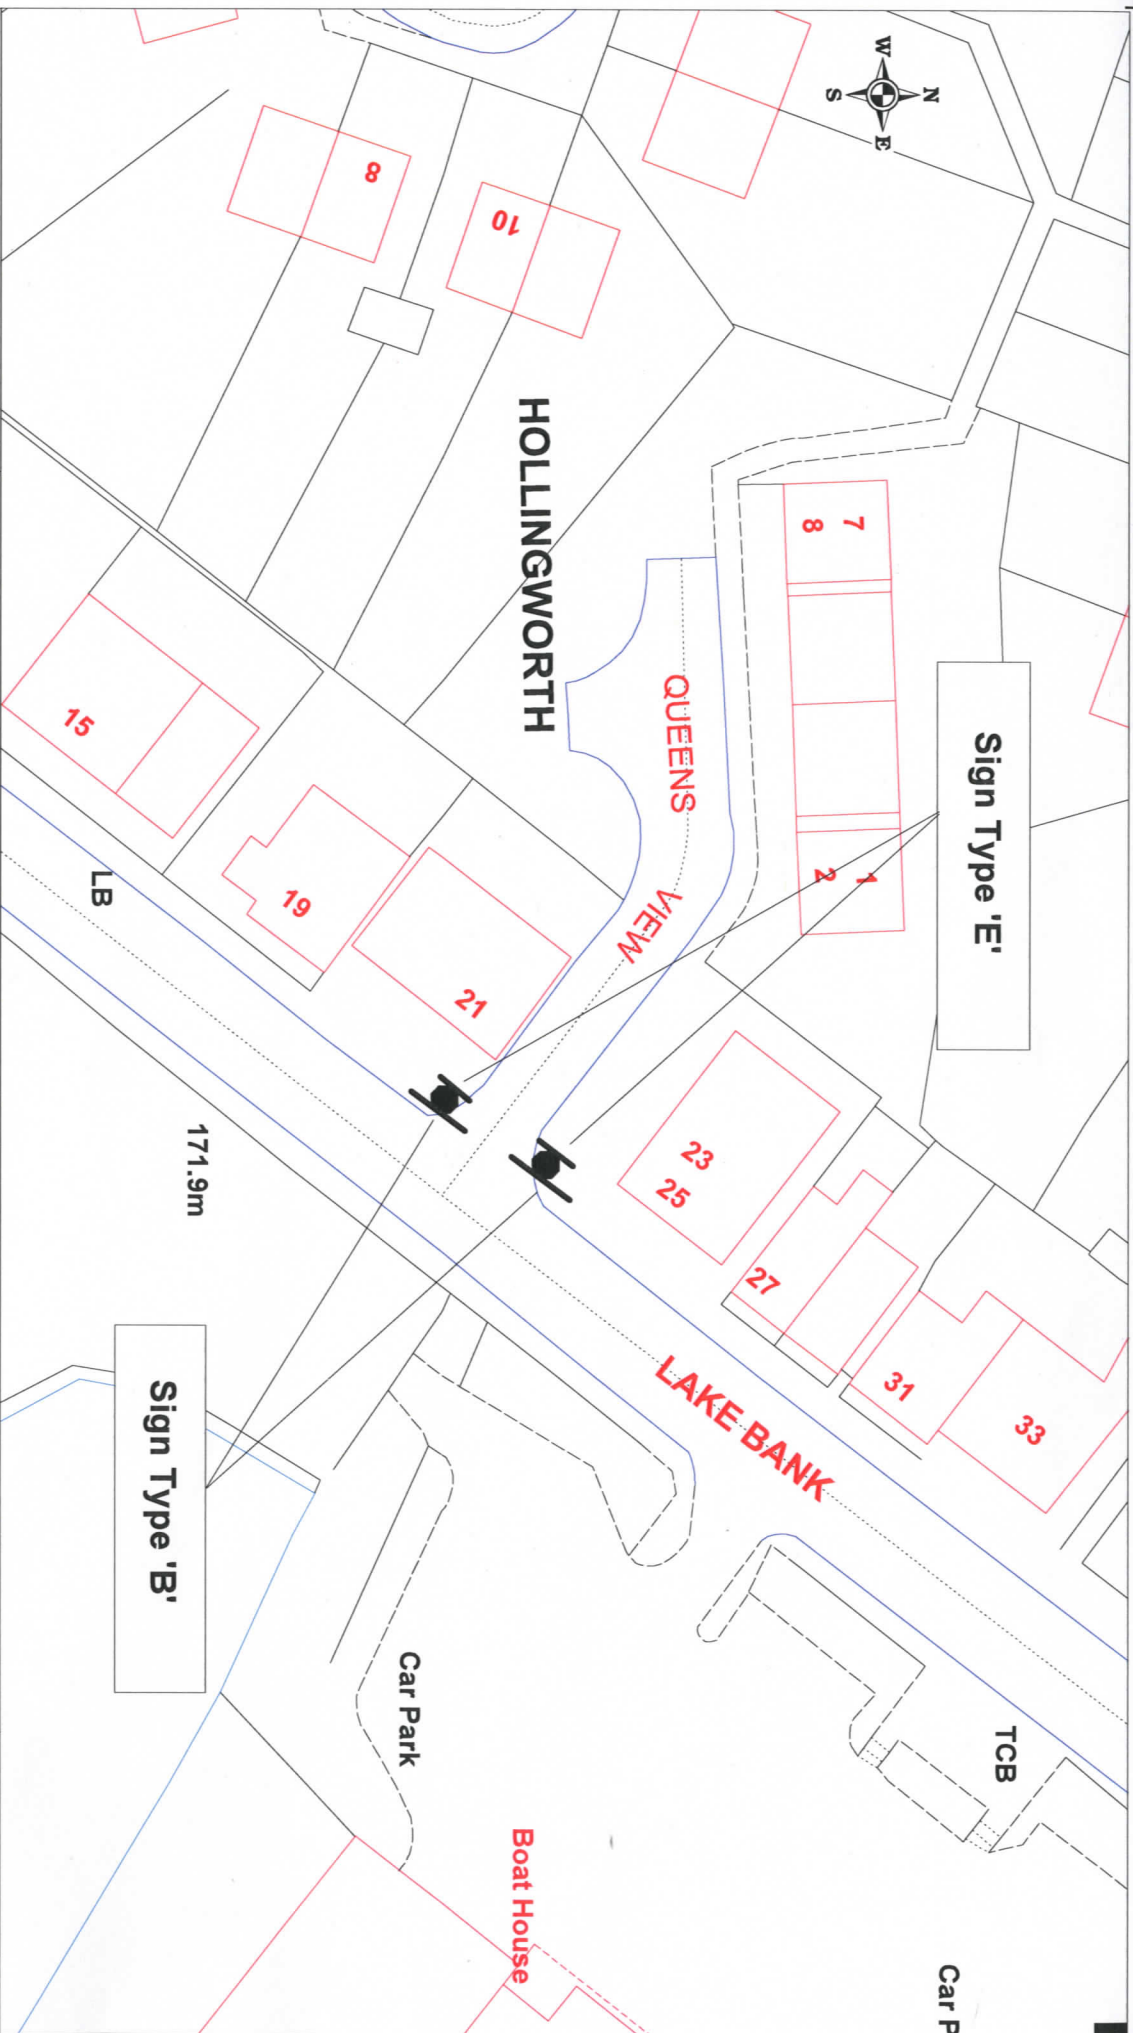 W
N
S
E
8
10
HOLLINGWORTH
7
8
1
2
QUEENS
VIEW
Sign Type 'E'
15
19
21
LB
23
25
27
31
33
171.9m
LAKE BANK
Sign Type 'B'
Car Park
TCB
Boat House
Car P